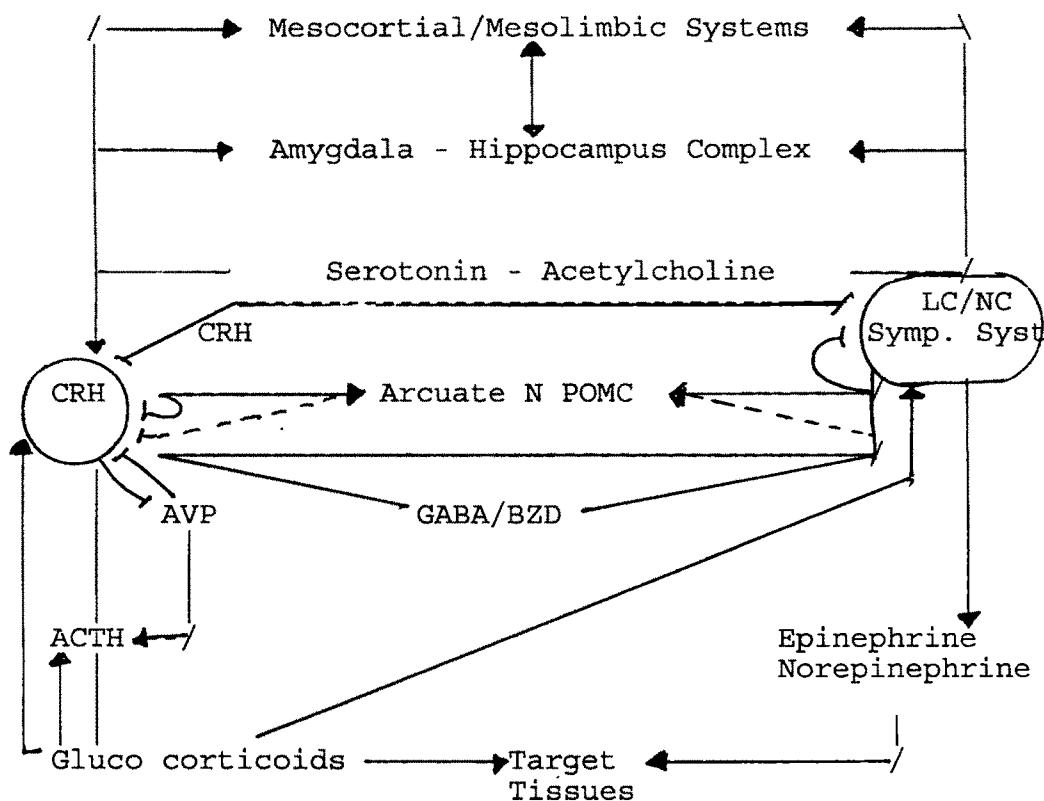 Mesocortial/Mesolimbic Systems
Amygdala - Hippocampus Complex
Serotonin - Acetylcholine
LC/NC
Symp. Syst
CRH
CRH
Arcuate N POMC
AVP
GABA/BZD
ACTH
Epinephrine
Norepinephrine
Gluco corticoids
Target
Tissues